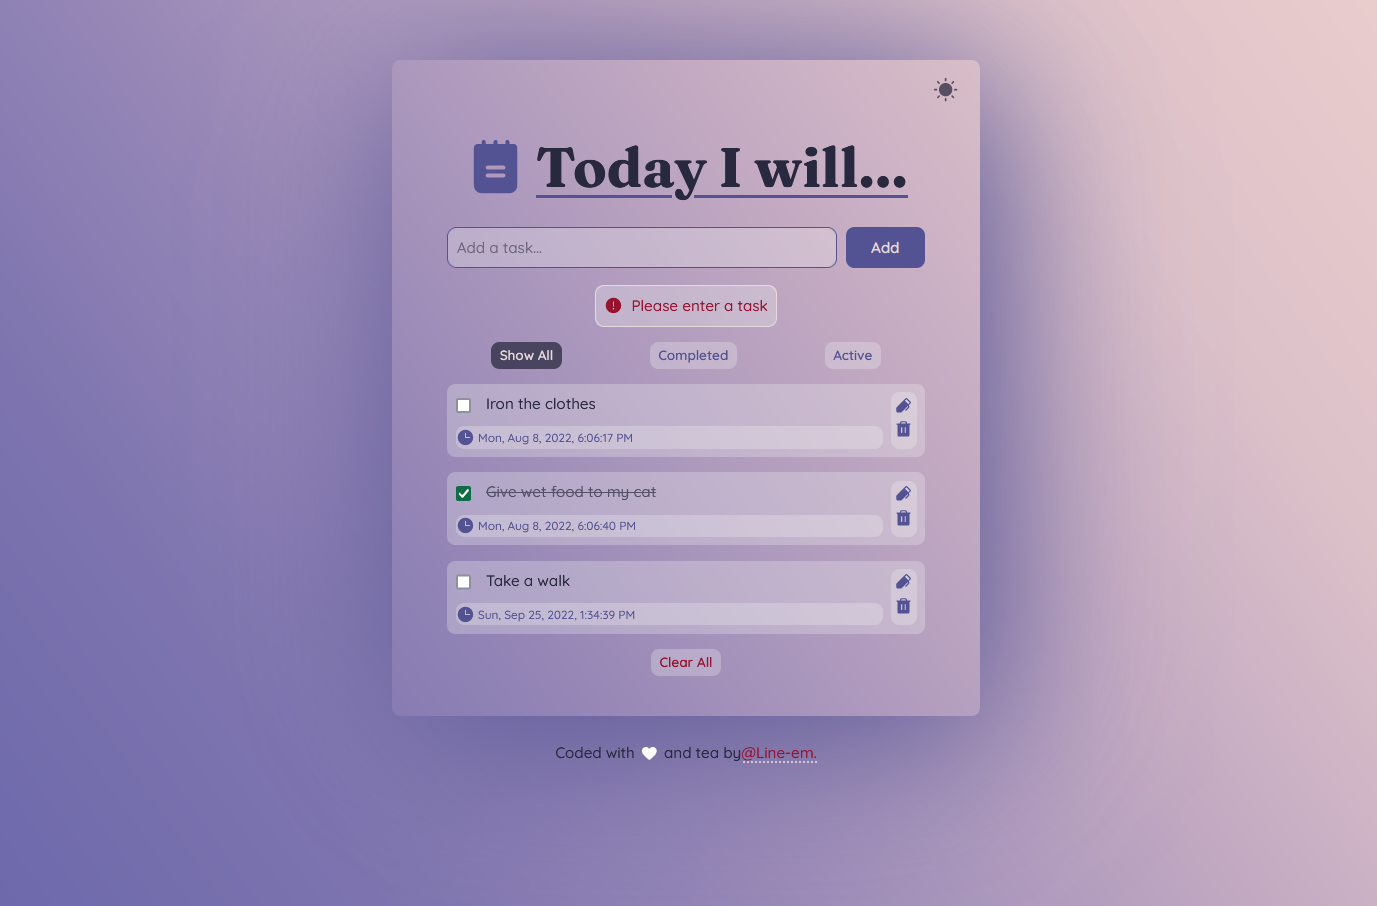 Today I will...
Add a task...
Add
Please enter a task
Show All
Completed
Active
Iron the clothes
Mon, Aug 8, 2022, 6:06:17 PM
Give wet food to my cat
Mon, Aug 8, 2022, 6:06:40 PM
Take a walk
Sun, Sep 25, 2022, 1:34:39 PM
Clear All
Coded with and tea by@Line-em.